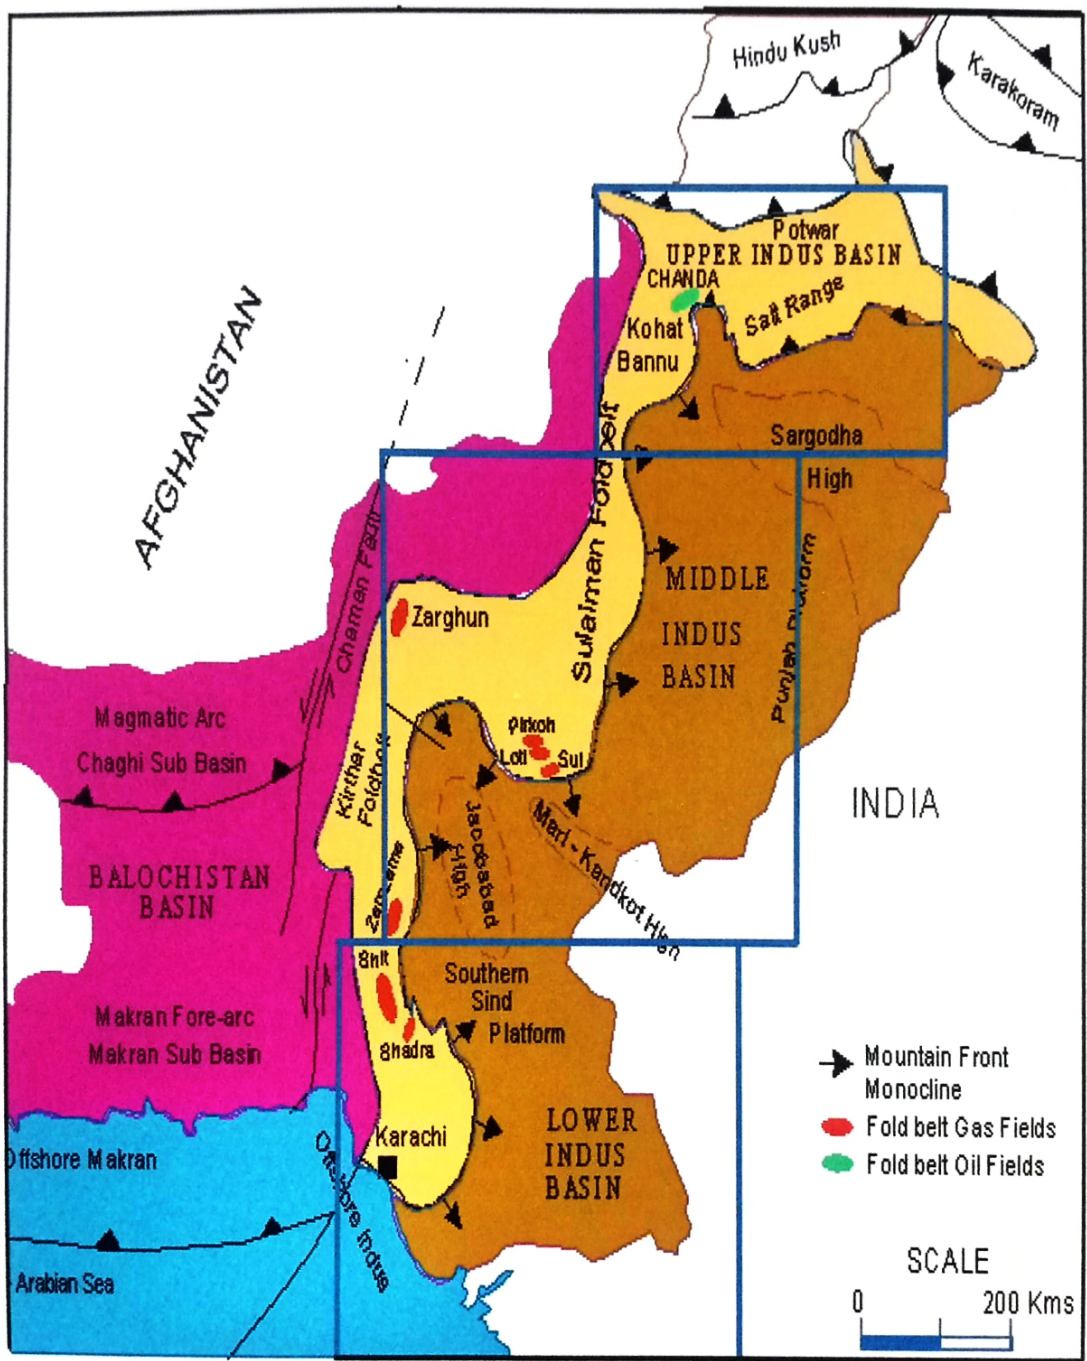 Hindu Kush
Karakoram
Potwar
UPPER INDUS BASIN
CHANDA
Salt Range
Kohat
Bannu
AFGHANISTAN
Sargodha
High
Sulaiman Foldbelt
Chaman Fault
MIDDLE
INDUS
BASIN
Punjab Platform
Zarghun
Magmatic Arc
Chaghi Sub Basin
Pirkoh
Loti
Sui
Kirthar
Foldbelt
INDIA
Jacobabad
High
Mari - Kandkot High
BALOCHISTAN
BASIN
Zamzama
Bhit
Southern
Sind
Platform
Makran Fore-arc
Makran Sub Basin
Bhadra
Mountain Front
Monocline
Fold belt Gas Fields
Fold belt Oil Fields
Karachi
LOWER
INDUS
BASIN
Offshore Makran
Offshore Indus
Arabian Sea
SCALE
0 200 Kms